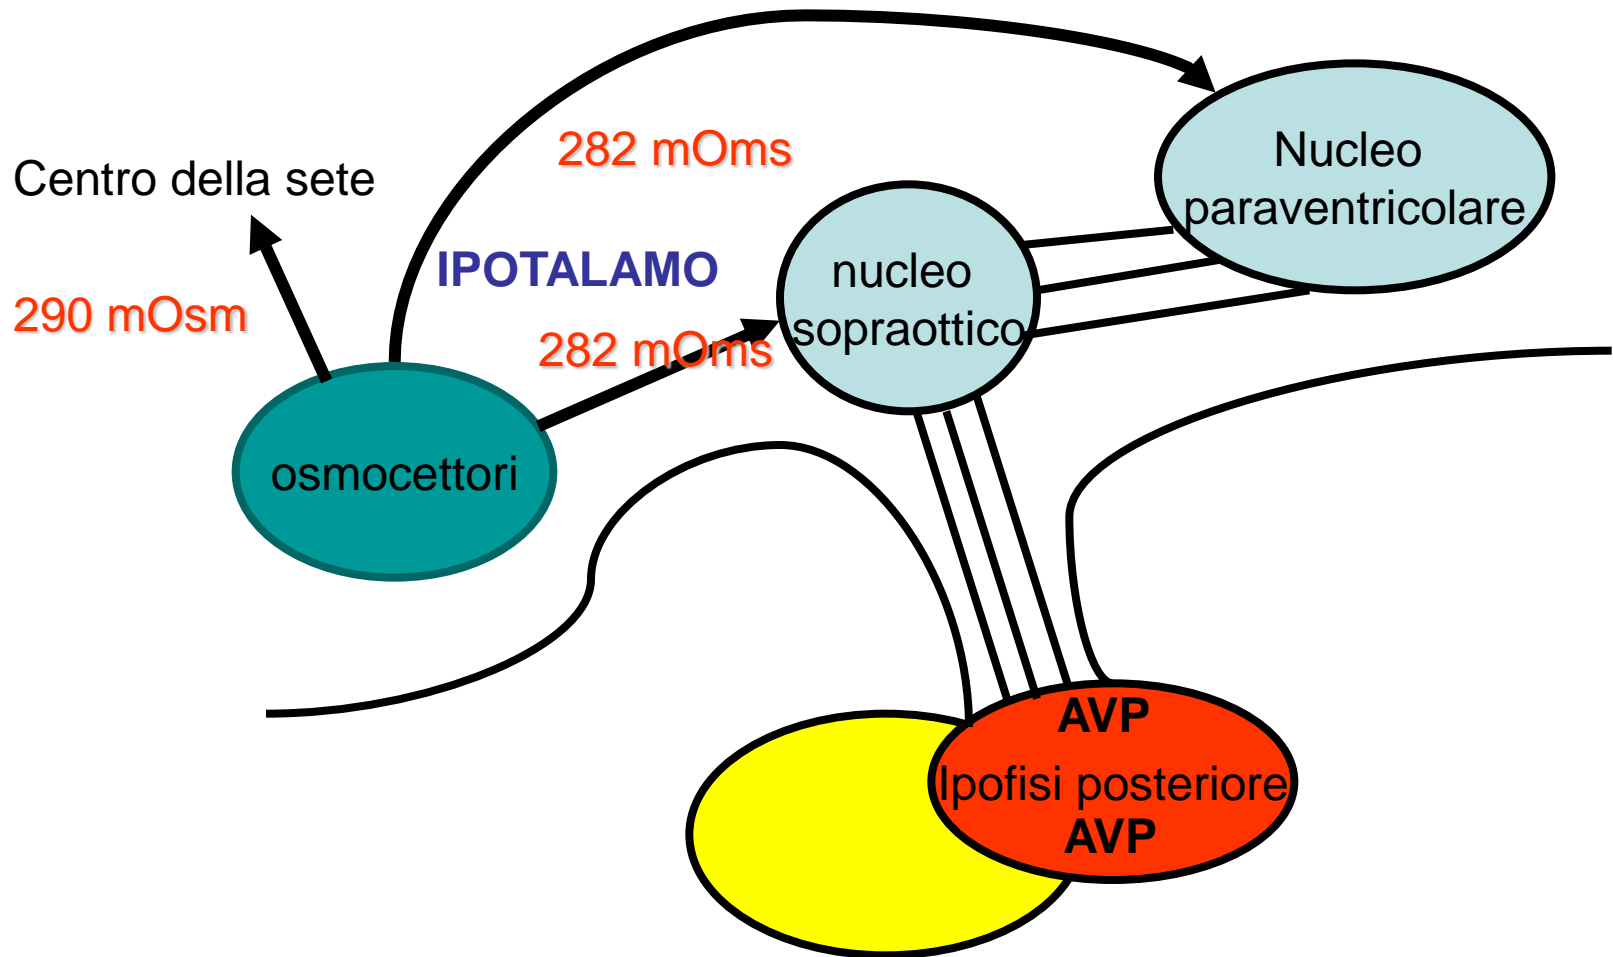 282 mOms
Centro della sete
Nucleo
paraventricolare
IPOTALAMO
nucleo
sopraottico
290 mOsm
282 mOms
osmocettori
AVP
Ipofisi posteriore
AVP